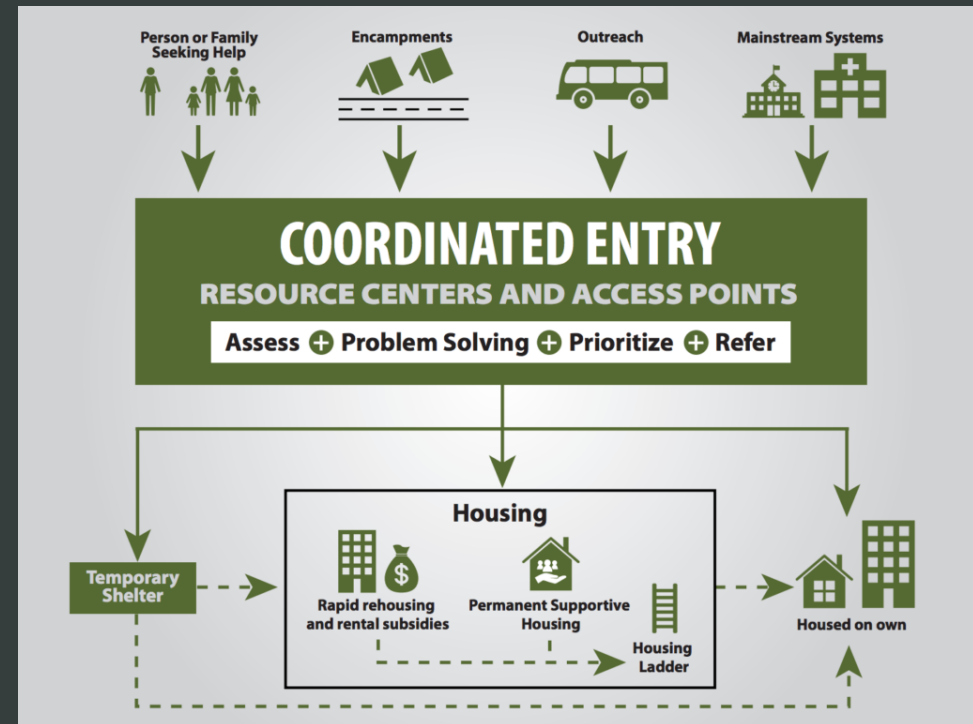 Person or Family
Seeking Help
Encampments
Outreach
Mainstream Systems
COORDINATED ENTRY
RESOURCE CENTERS AND ACCESS POINTS
Assess + Problem Solving + Prioritize + Refer
Temporary
Shelter
Housing
$
Rapid rehousing
and rental subsidies
Permanent Supportive
Housing
Housing
Ladder
Housed on own